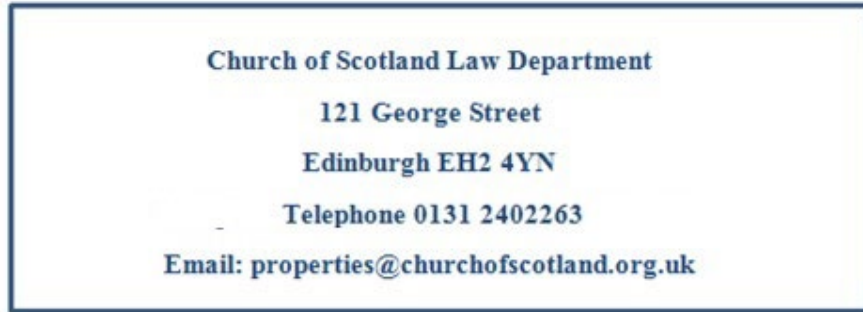 Church of Scotland Law Department
121 George Street
Edinburgh EH2 4YN
Telephone 0131 2402263
Email: properties@churchofscotland.org.uk